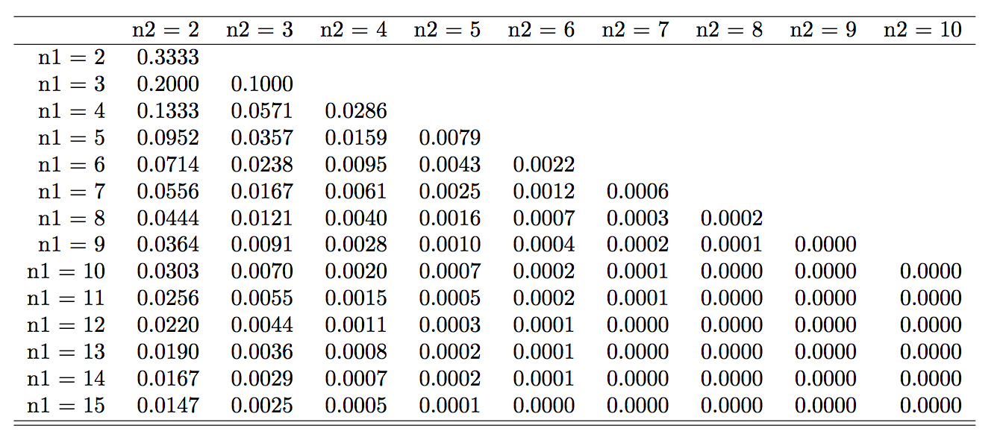 n2 = 2 n2 = 3 n2 = 4 n2 = 5 n2 = 6 n2 = 7 n2 = 8 n2 = 9 n2 = 10
n1 = 2 0.3333
n1 = 3 0.2000 0.1000
n1 = 4 0.1333 0.0571 0.0286
n1 = 5 0.0952 0.0357 0.0159 0.0079
n1 = 6 0.0714 0.0238 0.0095 0.0043 0.0022
n1 = 7 0.0556 0.0167 0.0061 0.0025 0.0012 0.0006
n1 = 8 0.0444 0.0121 0.0040 0.0016 0.0007 0.0003 0.0002
n1 = 9 0.0364 0.0091 0.0028 0.0010 0.0004 0.0002 0.0001 0.0000
n1 = 10 0.0303 0.0070 0.0020 0.0007 0.0002 0.0001 0.0000 0.0000 0.0000
n1 = 11 0.0256 0.0055 0.0015 0.0005 0.0002 0.0001 0.0000 0.0000 0.0000
n1 = 12 0.0220 0.0044 0.0011 0.0003 0.0001 0.0000 0.0000 0.0000 0.0000
n1 = 13 0.0190 0.0036 0.0008 0.0002 0.0001 0.0000 0.0000 0.0000 0.0000
n1 = 14 0.0167 0.0029 0.0007 0.0002 0.0001 0.0000 0.0000 0.0000 0.0000
n1 = 15 0.0147 0.0025 0.0005 0.0001 0.0000 0.0000 0.0000 0.0000 0.0000